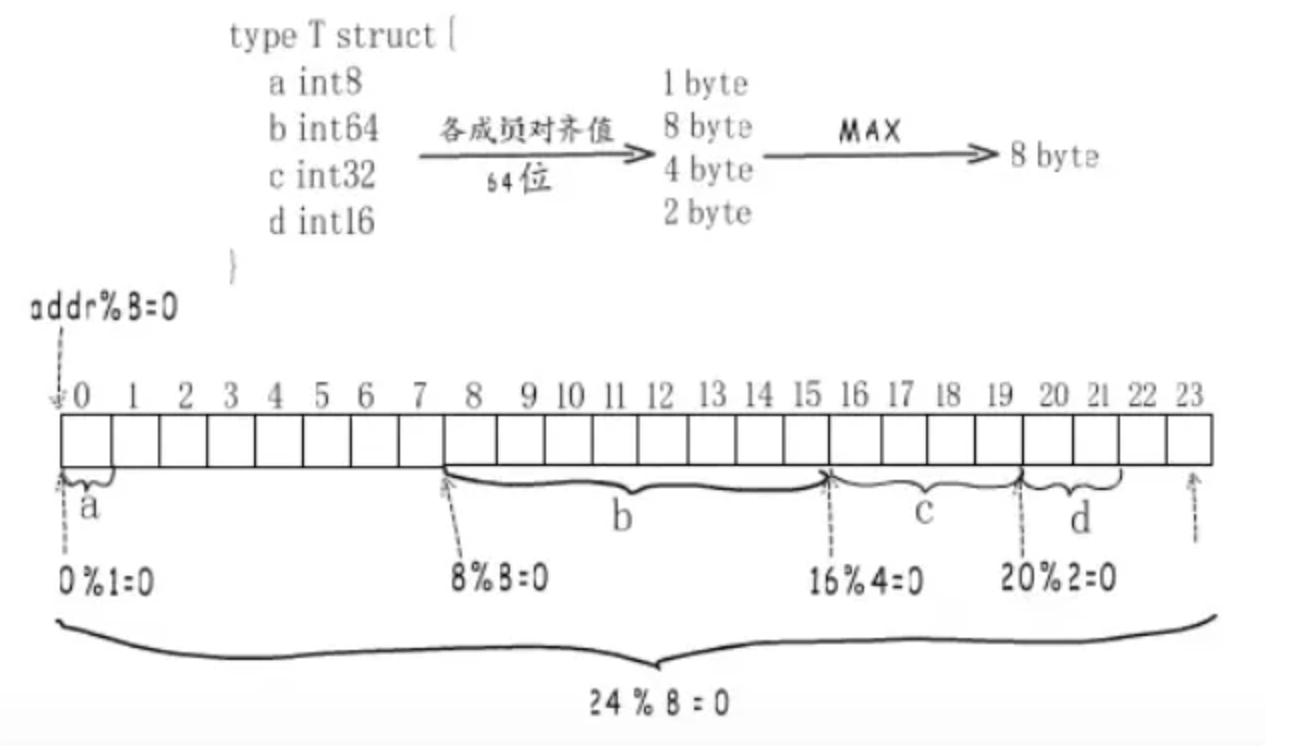 type T struct {
a int8
b int64
c int32
d int16
}
各成员对齐值
64位
1 byte
8 byte
4 byte
2 byte
MAX
8 byte
addr%8=0
0 1 2 3 4 5 6 7 8 9 10 11 12 13 14 15 16 17 18 19 20 21 22 23
a b c d
0%1=0 8%8=0 16%4=0 20%2=0
24%8=0